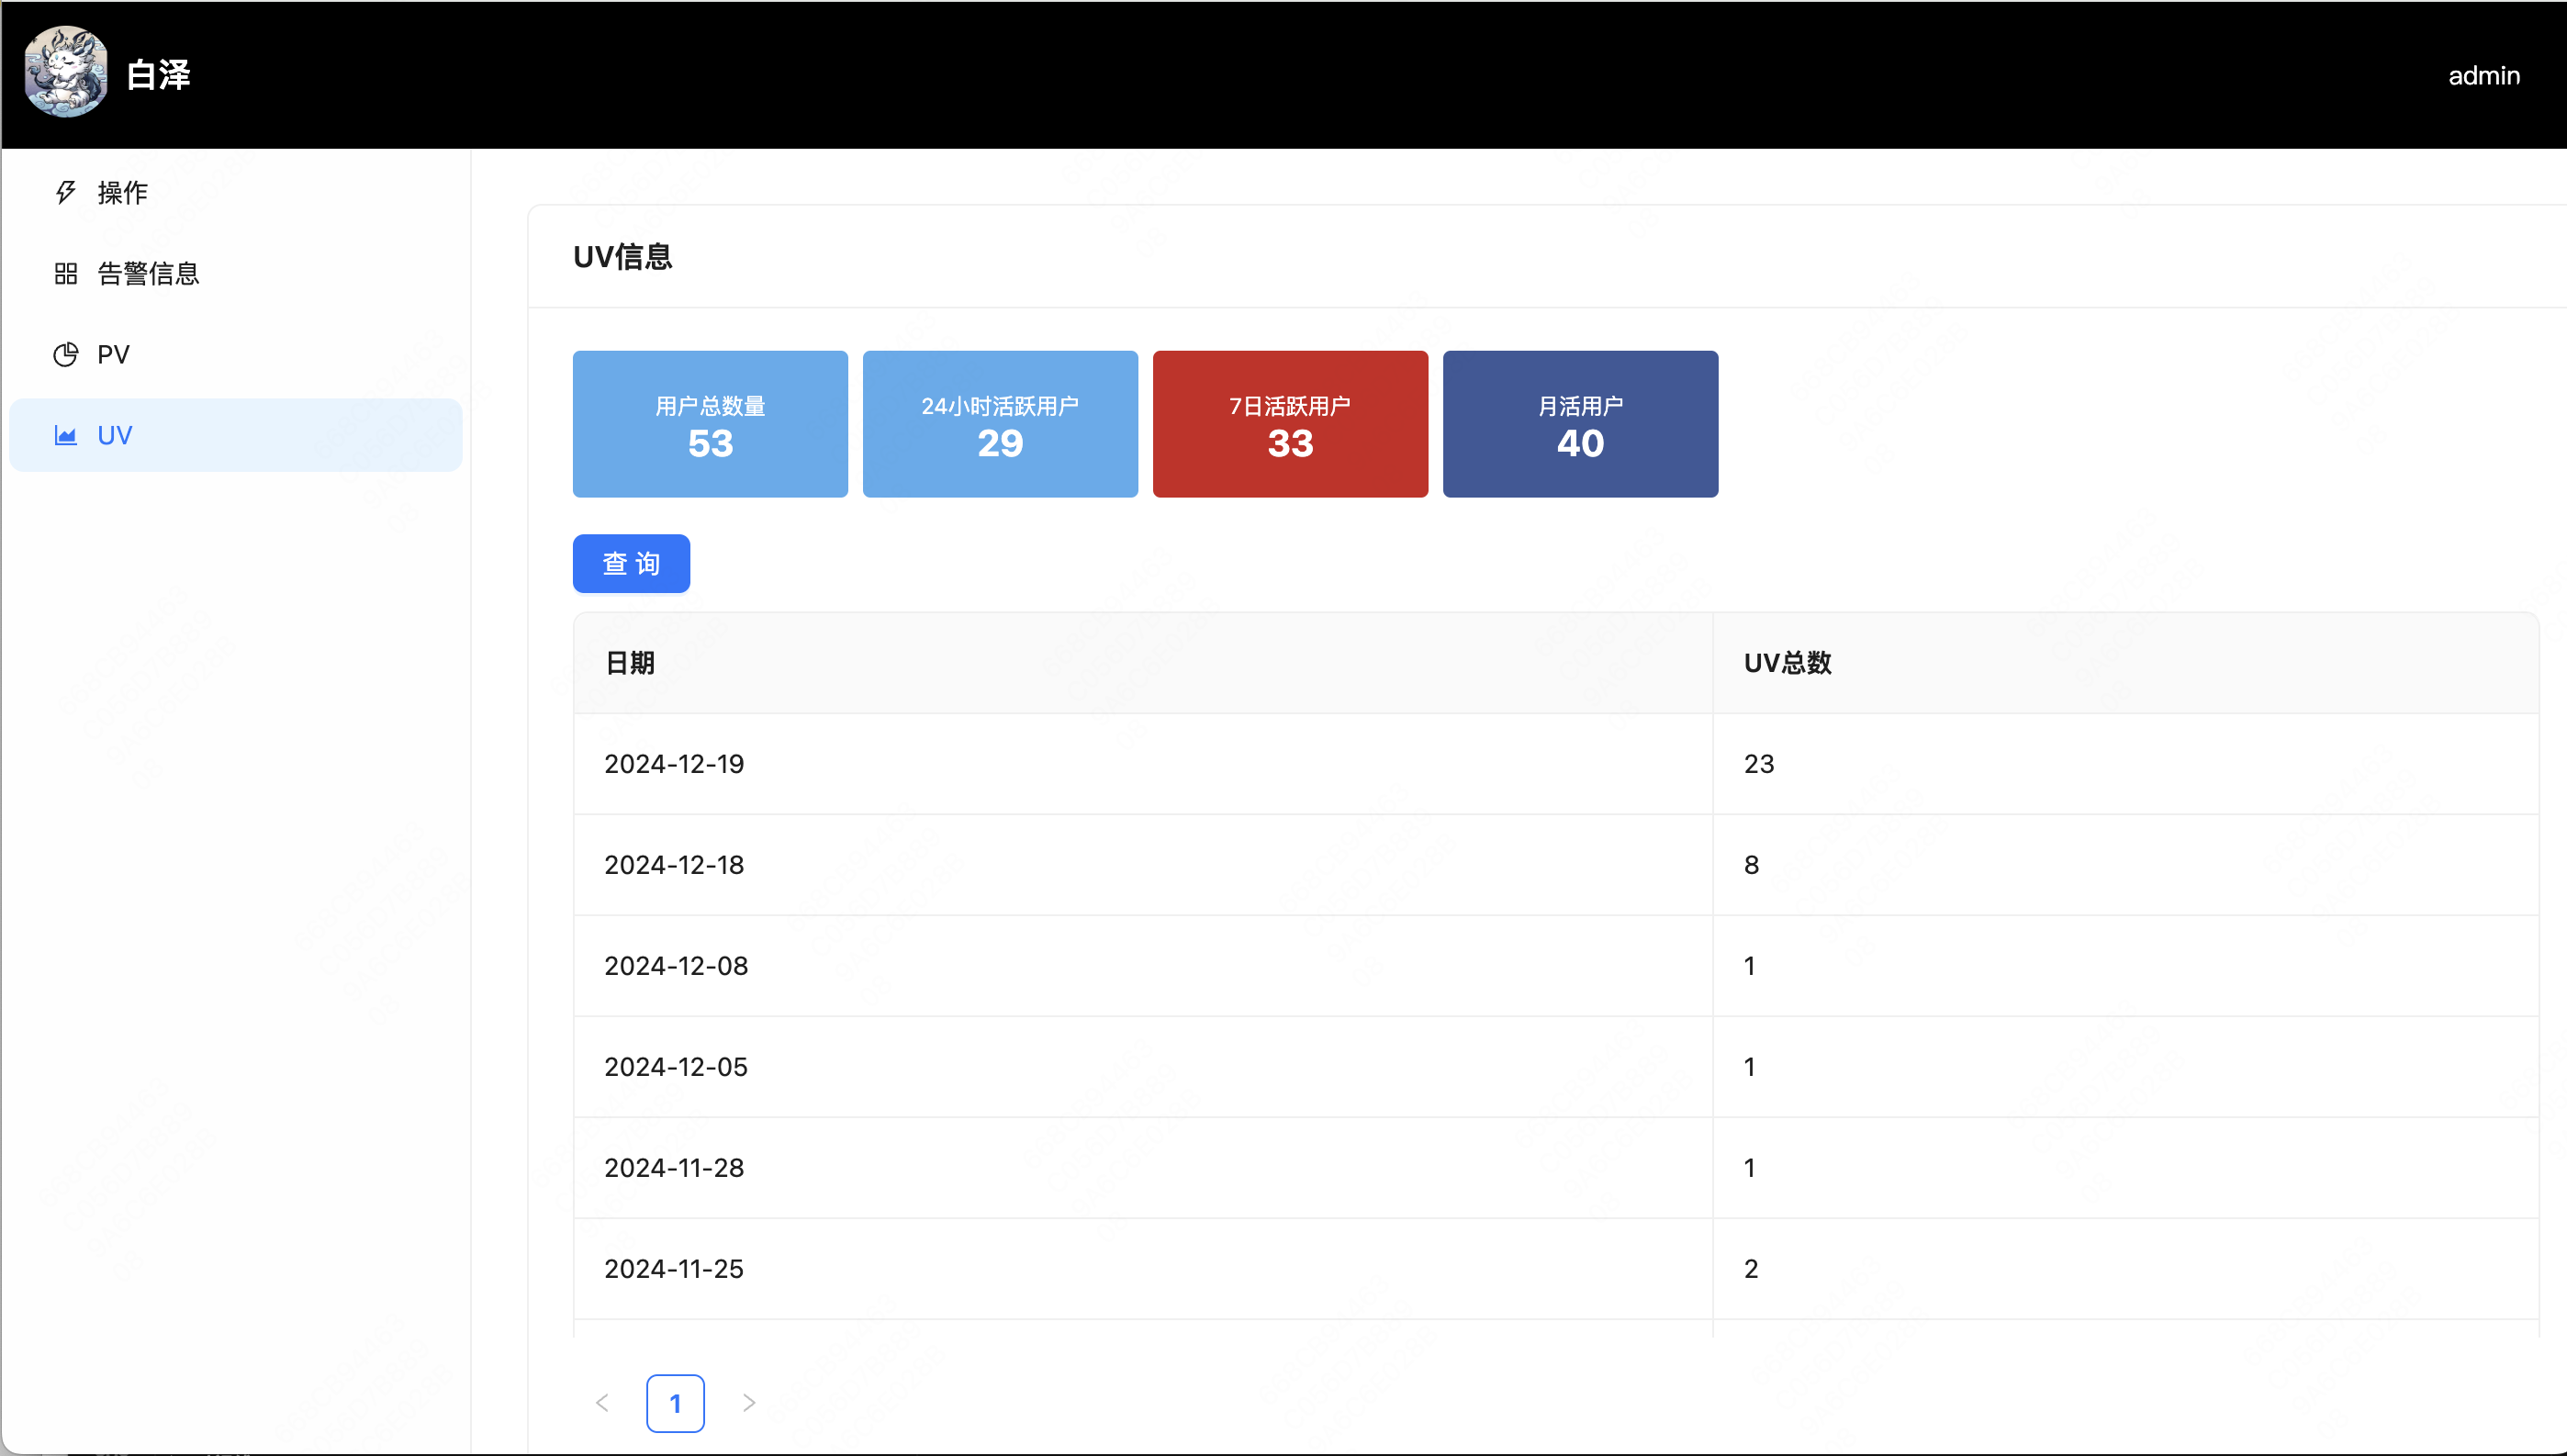 白泽
admin
操作
告警信息
PV
UV
UV信息
用户总数量
53
24小时活跃用户
29
7日活跃用户
33
月活用户
40
查 询
日期 UV总数
2024-12-19 23
2024-12-18 8
2024-12-08 1
2024-12-05 1
2024-11-28 1
2024-11-25 2
< 1 >